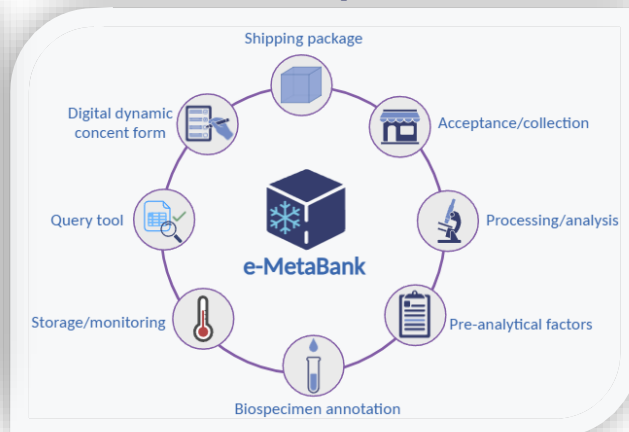 Shipping package
Digital dynamic
concent form
Acceptance/collection
Query tool
Processing/analysis
e-MetaBank
Storage/monitoring
Pre-analytical factors
Biospecimen annotation